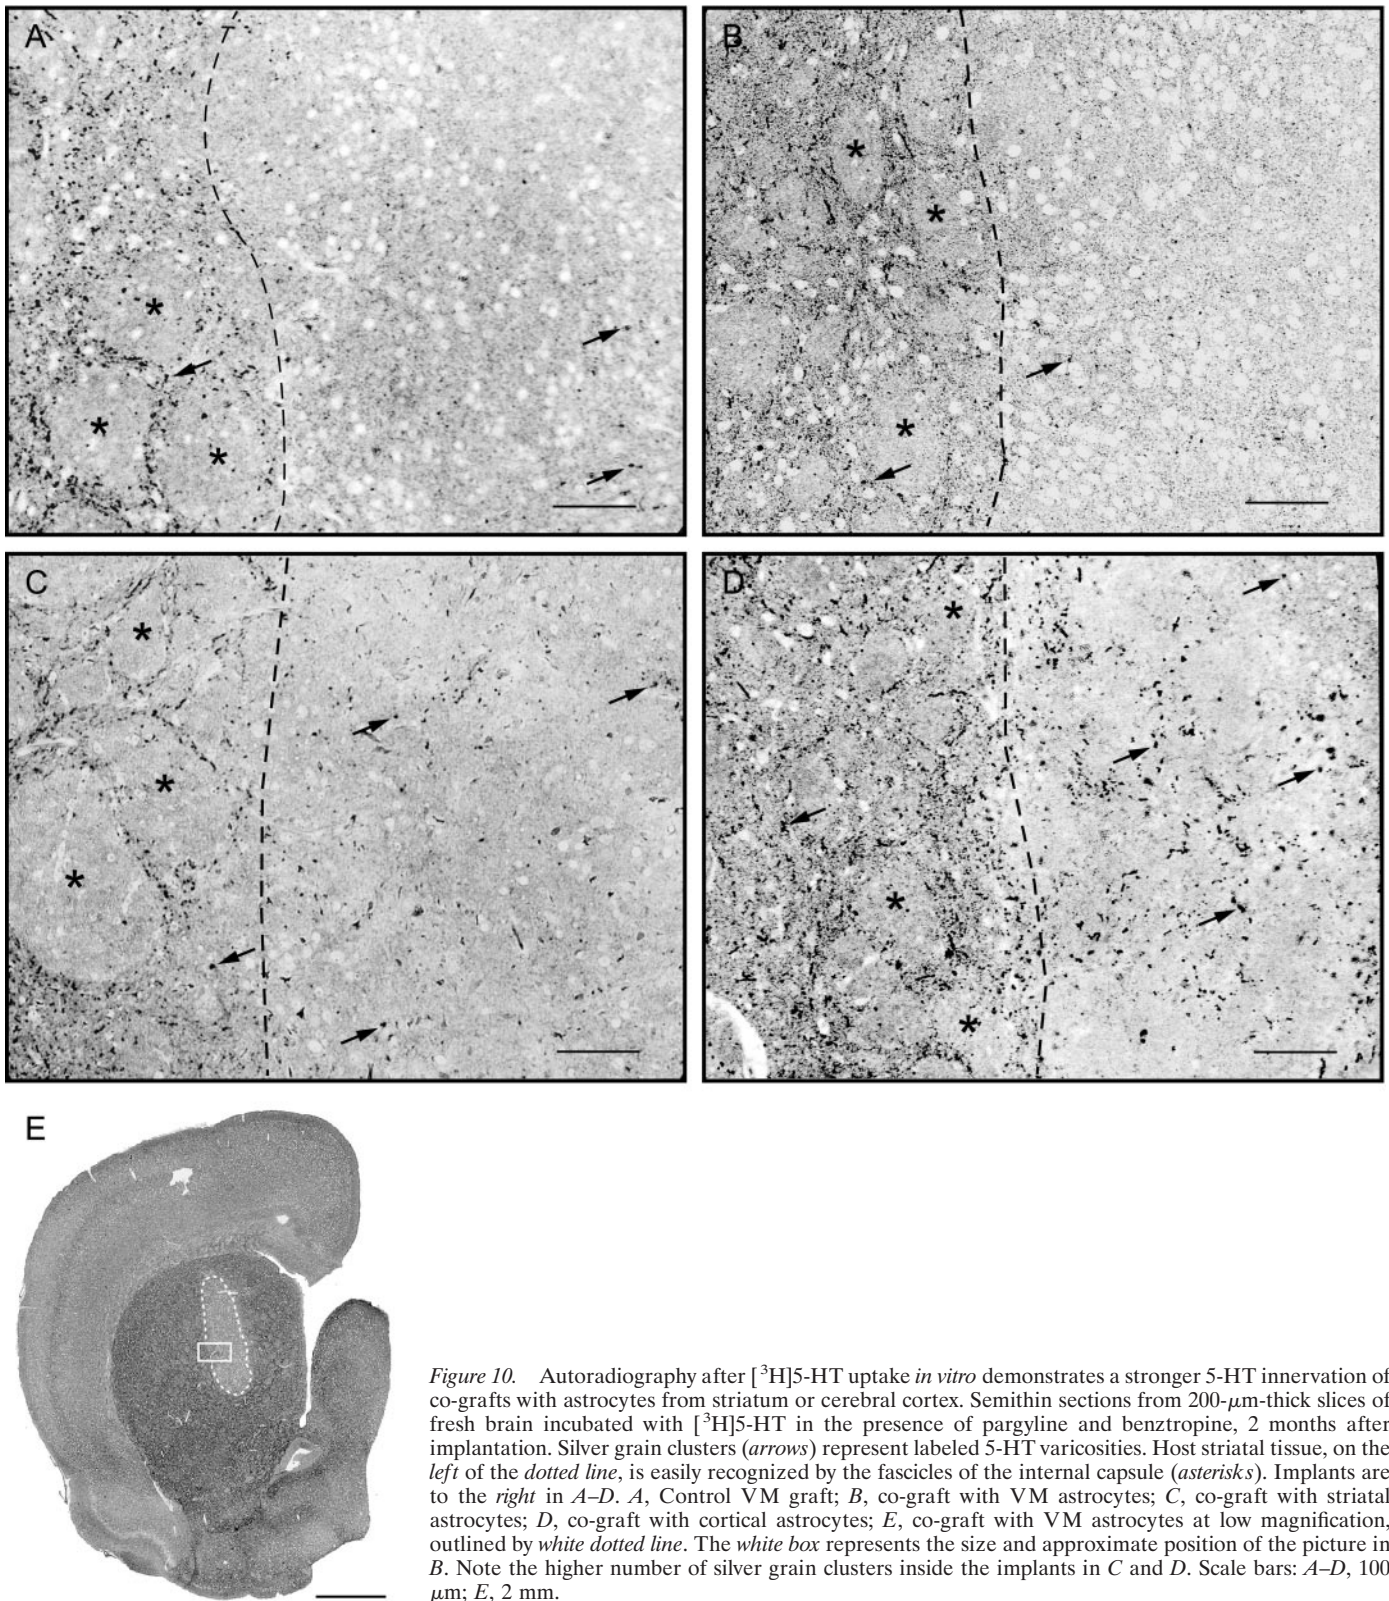 A
B
C
D
E
Figure 10. Autoradiography after [³H]5-HT uptake in vitro demonstrates a stronger 5-HT innervation of
co-grafts with astrocytes from striatum or cerebral cortex. Semithin sections from 200-μm-thick slices of
fresh brain incubated with [³H]5-HT in the presence of pargyline and benztropine, 2 months after
implantation. Silver grain clusters (arrows) represent labeled 5-HT varicosities. Host striatal tissue, on the
left of the dotted line, is easily recognized by the fascicles of the internal capsule (asterisks). Implants are
to the right in A–D. A, Control VM graft; B, co-graft with VM astrocytes; C, co-graft with striatal
astrocytes; D, co-graft with cortical astrocytes; E, co-graft with VM astrocytes at low magnification,
outlined by white dotted line. The white box represents the size and approximate position of the picture in
B. Note the higher number of silver grain clusters inside the implants in C and D. Scale bars: A–D, 100
μm; E, 2 mm.